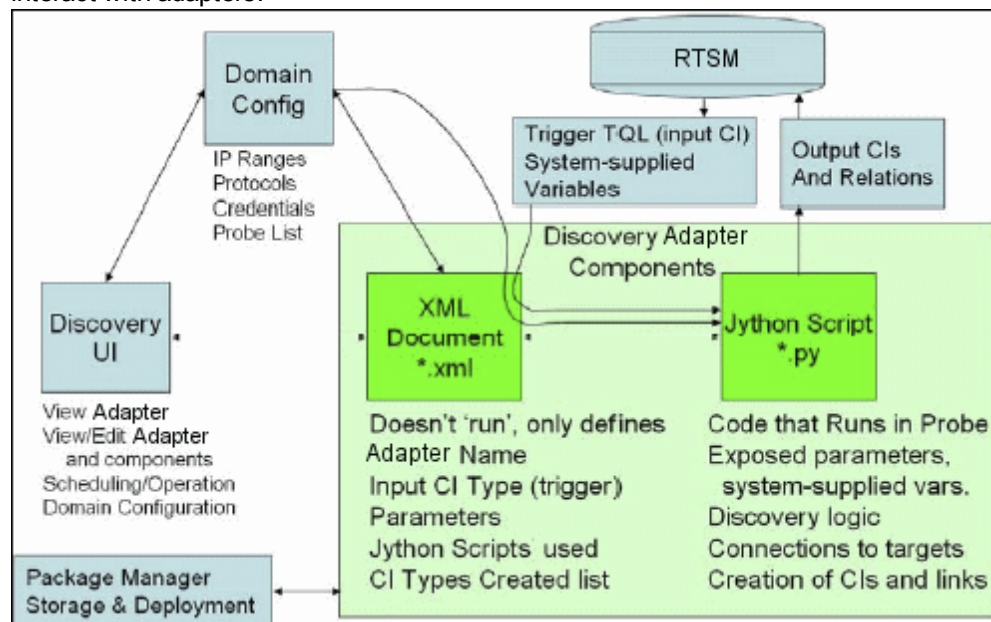 interact with adapters:
Domain
Config
IP Ranges
Protocols
Credentials
Probe List
RTSM
Trigger TQL (input CI)
System-supplied
Variables
Output CIs
And Relations
Discovery Adapter
Components
Discovery
UI
View Adapter
View/Edit Adapter
and components
Scheduling/Operation
Domain Configuration
XML
Document
*.xml
Doesn't 'run', only defines
Adapter Name
Input CI Type (trigger)
Parameters
Jython Scripts used
CI Types Created list
Jython Script
*.py
Code that Runs in Probe
Exposed parameters,
system-supplied vars.
Discovery logic
Connections to targets
Creation of CIs and links
Package Manager
Storage & Deployment